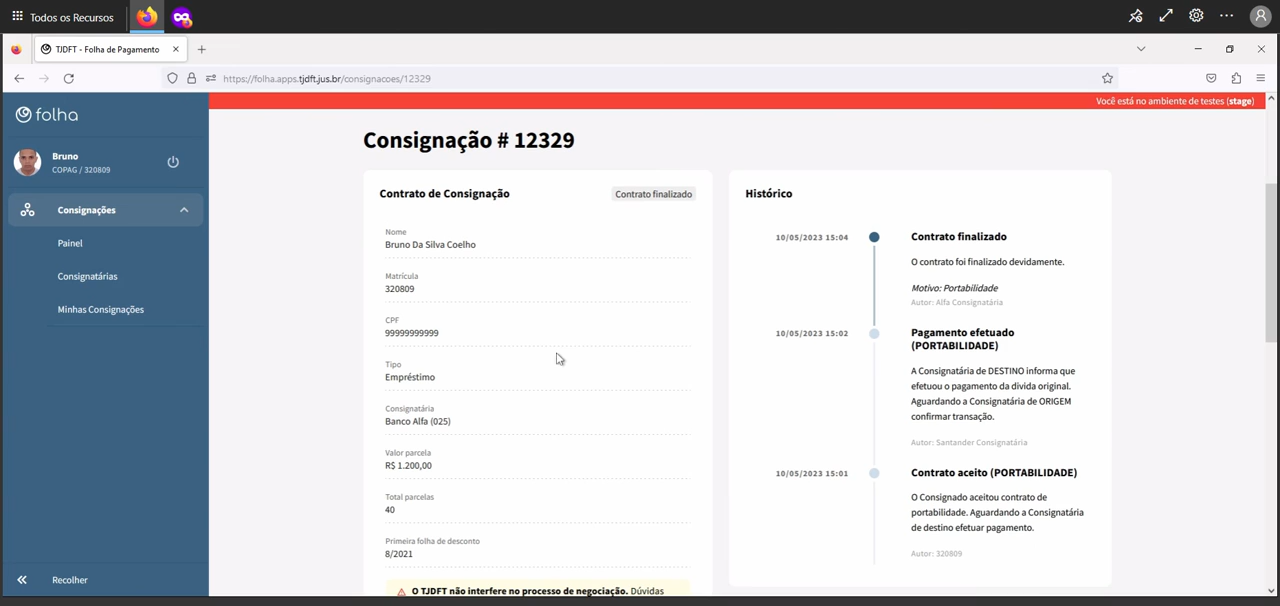 Todos os Recursos
TJDFT - Folha de Pagamento
https://folha.apps.tjdft.jus.br/consignacoes/12329
Você está no ambiente de testes (stage)
folha
Bruno
COPAG / 320809
Consignações
Painel
Consignatárias
Minhas Consignações
Recolher
Consignação # 12329
Contrato de Consignação
Contrato finalizado
Nome
Bruno Da Silva Coelho
Matrícula
320809
CPF
99999999999
Tipo
Empréstimo
Consignatária
Banco Alfa (025)
Valor parcela
R$ 1.200,00
Total parcelas
40
Primeira folha de desconto
8/2021
O TJDFT não interfere no processo de negociação. Dúvidas
Histórico
10/05/2023 15:04
Contrato finalizado
O contrato foi finalizado devidamente.
Motivo: Portabilidade
Autor: Alfa Consignatária
10/05/2023 15:02
Pagamento efetuado
(PORTABILIDADE)
A Consignatária de DESTINO informa que
efetuou o pagamento da divida original.
Aguardando a Consignatária de ORIGEM
confirmar transação.
Autor: Santander Consignatária
10/05/2023 15:01
Contrato aceito (PORTABILIDADE)
O Consignado aceitou contrato de
portabilidade. Aguardando a Consignatária
de destino efetuar pagamento.
Autor: 320809